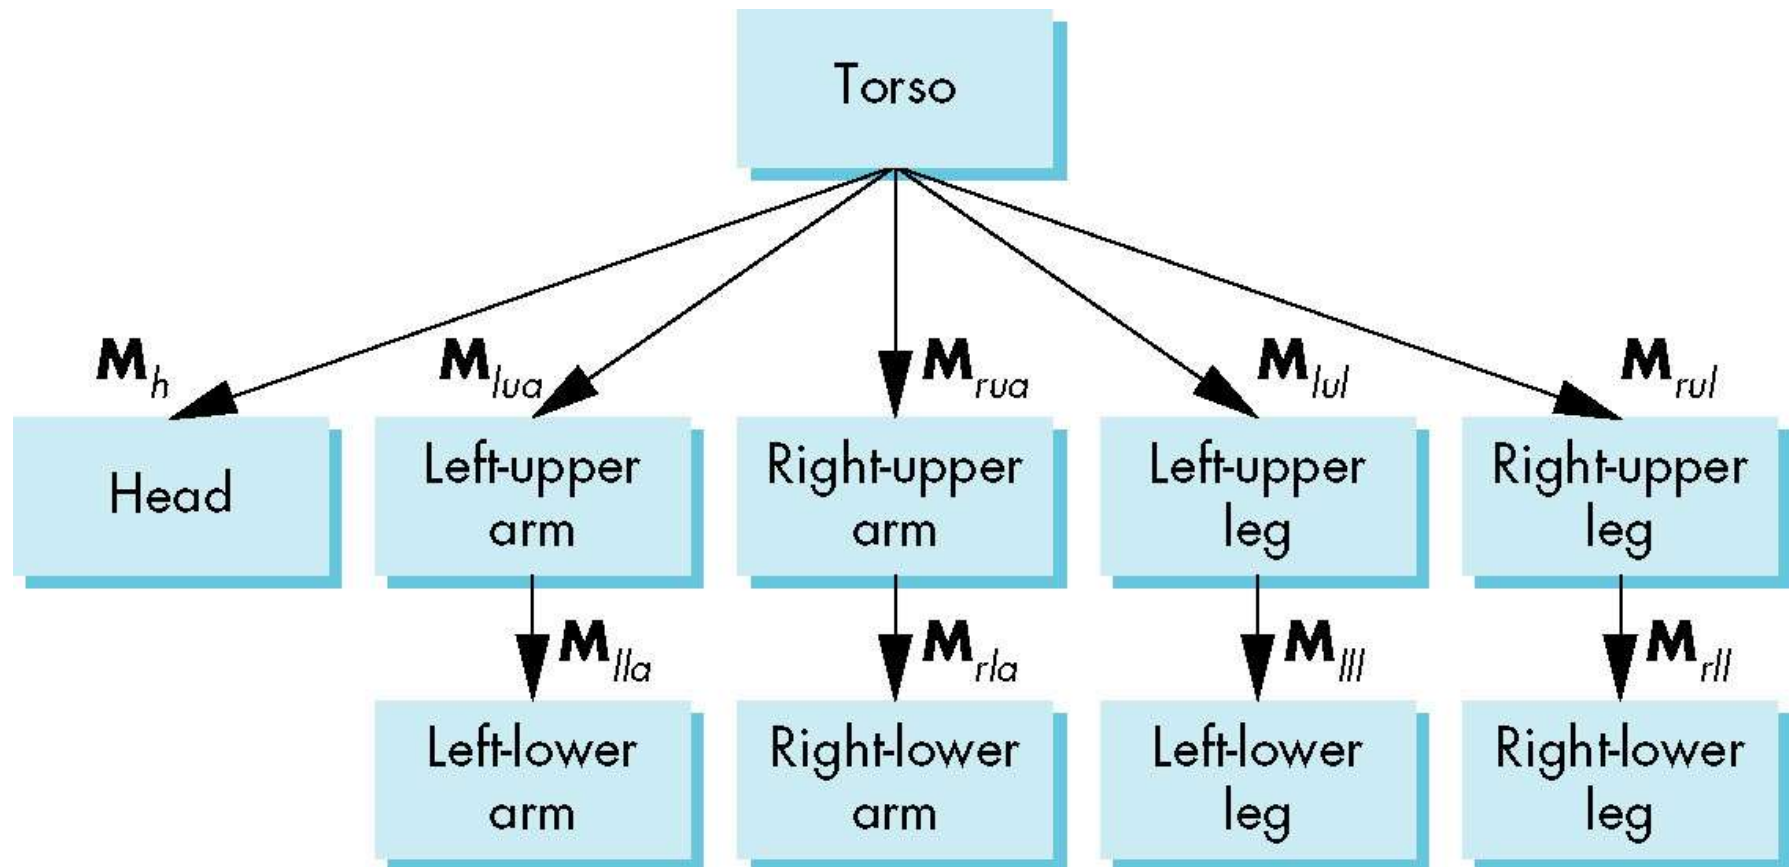 Torso
M_h M_lua M_rua M_lul M_rul
Head
Left-upper
arm
Right-upper
arm
Left-upper
leg
Right-upper
leg
M_lla M_rla M_lll M_rll
Left-lower
arm
Right-lower
arm
Left-lower
leg
Right-lower
leg